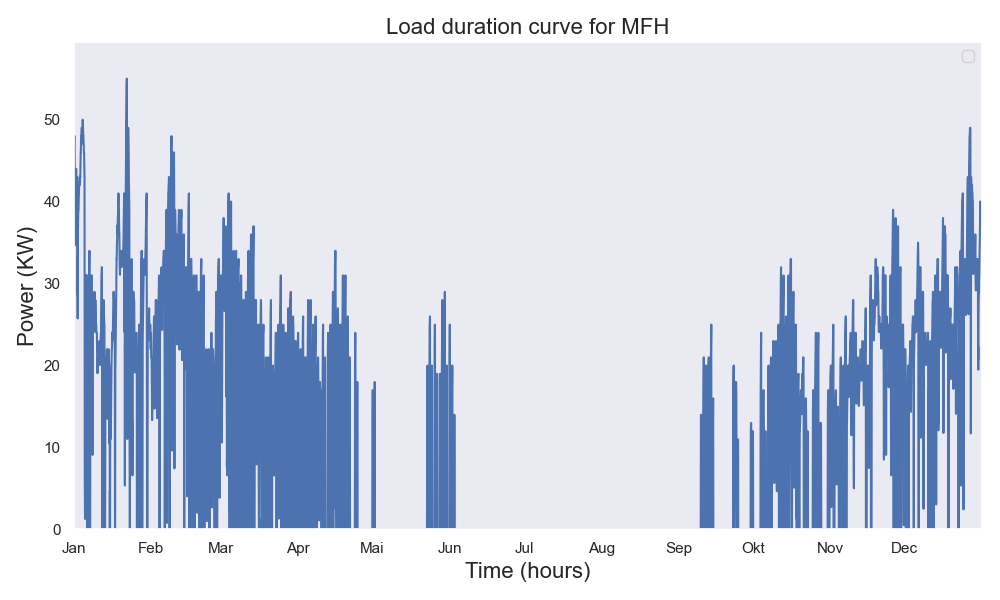 Load duration curve for MFH
Power (KW)
50
40
30
20
10
0
Jan Feb Mar Apr Mai Jun Jul Aug Sep Okt Nov Dec
Time (hours)